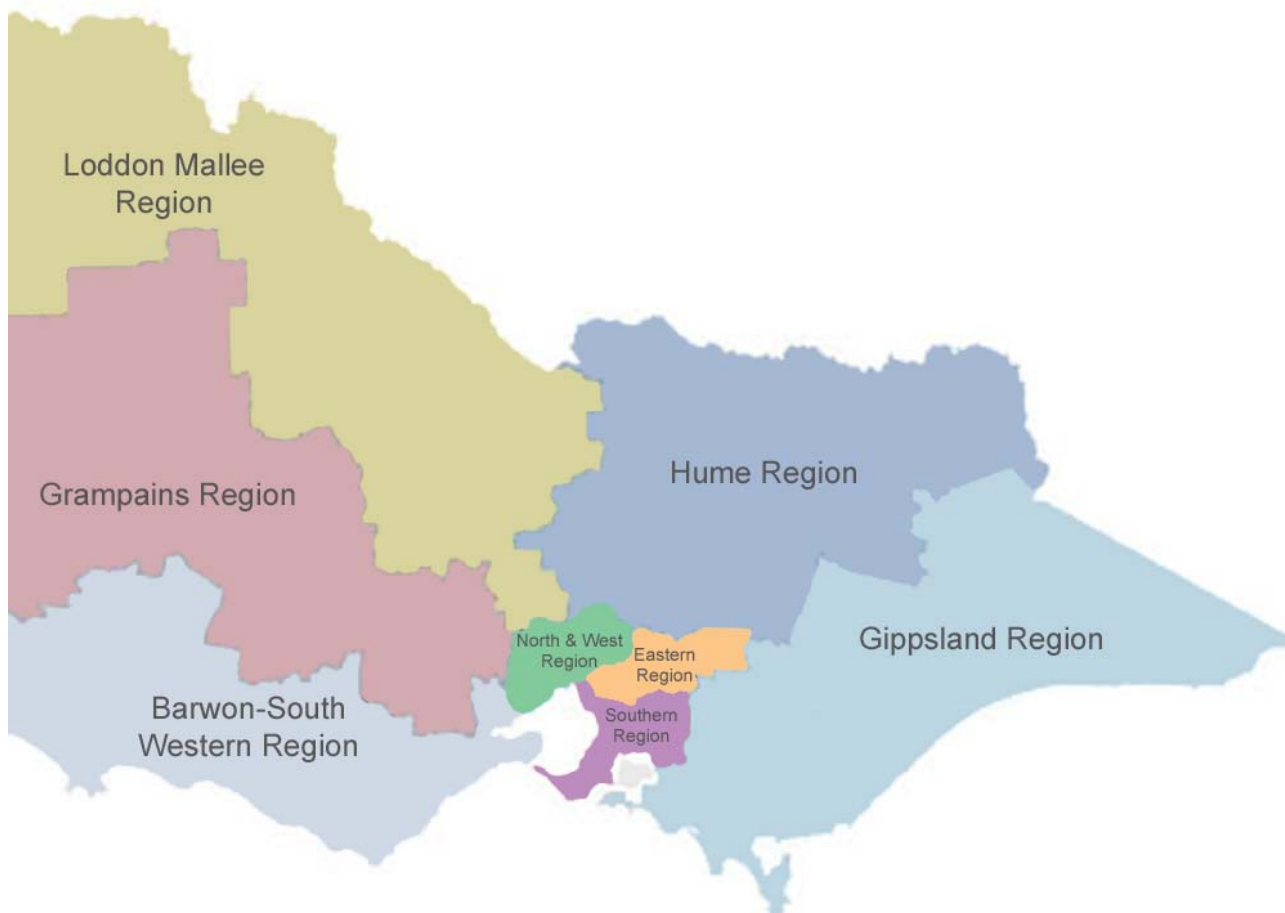 Loddon Mallee
Region
Grampains Region
Hume Region
North & West
Region
Eastern
Region
Gippsland Region
Barwon-South
Western Region
Southern
Region